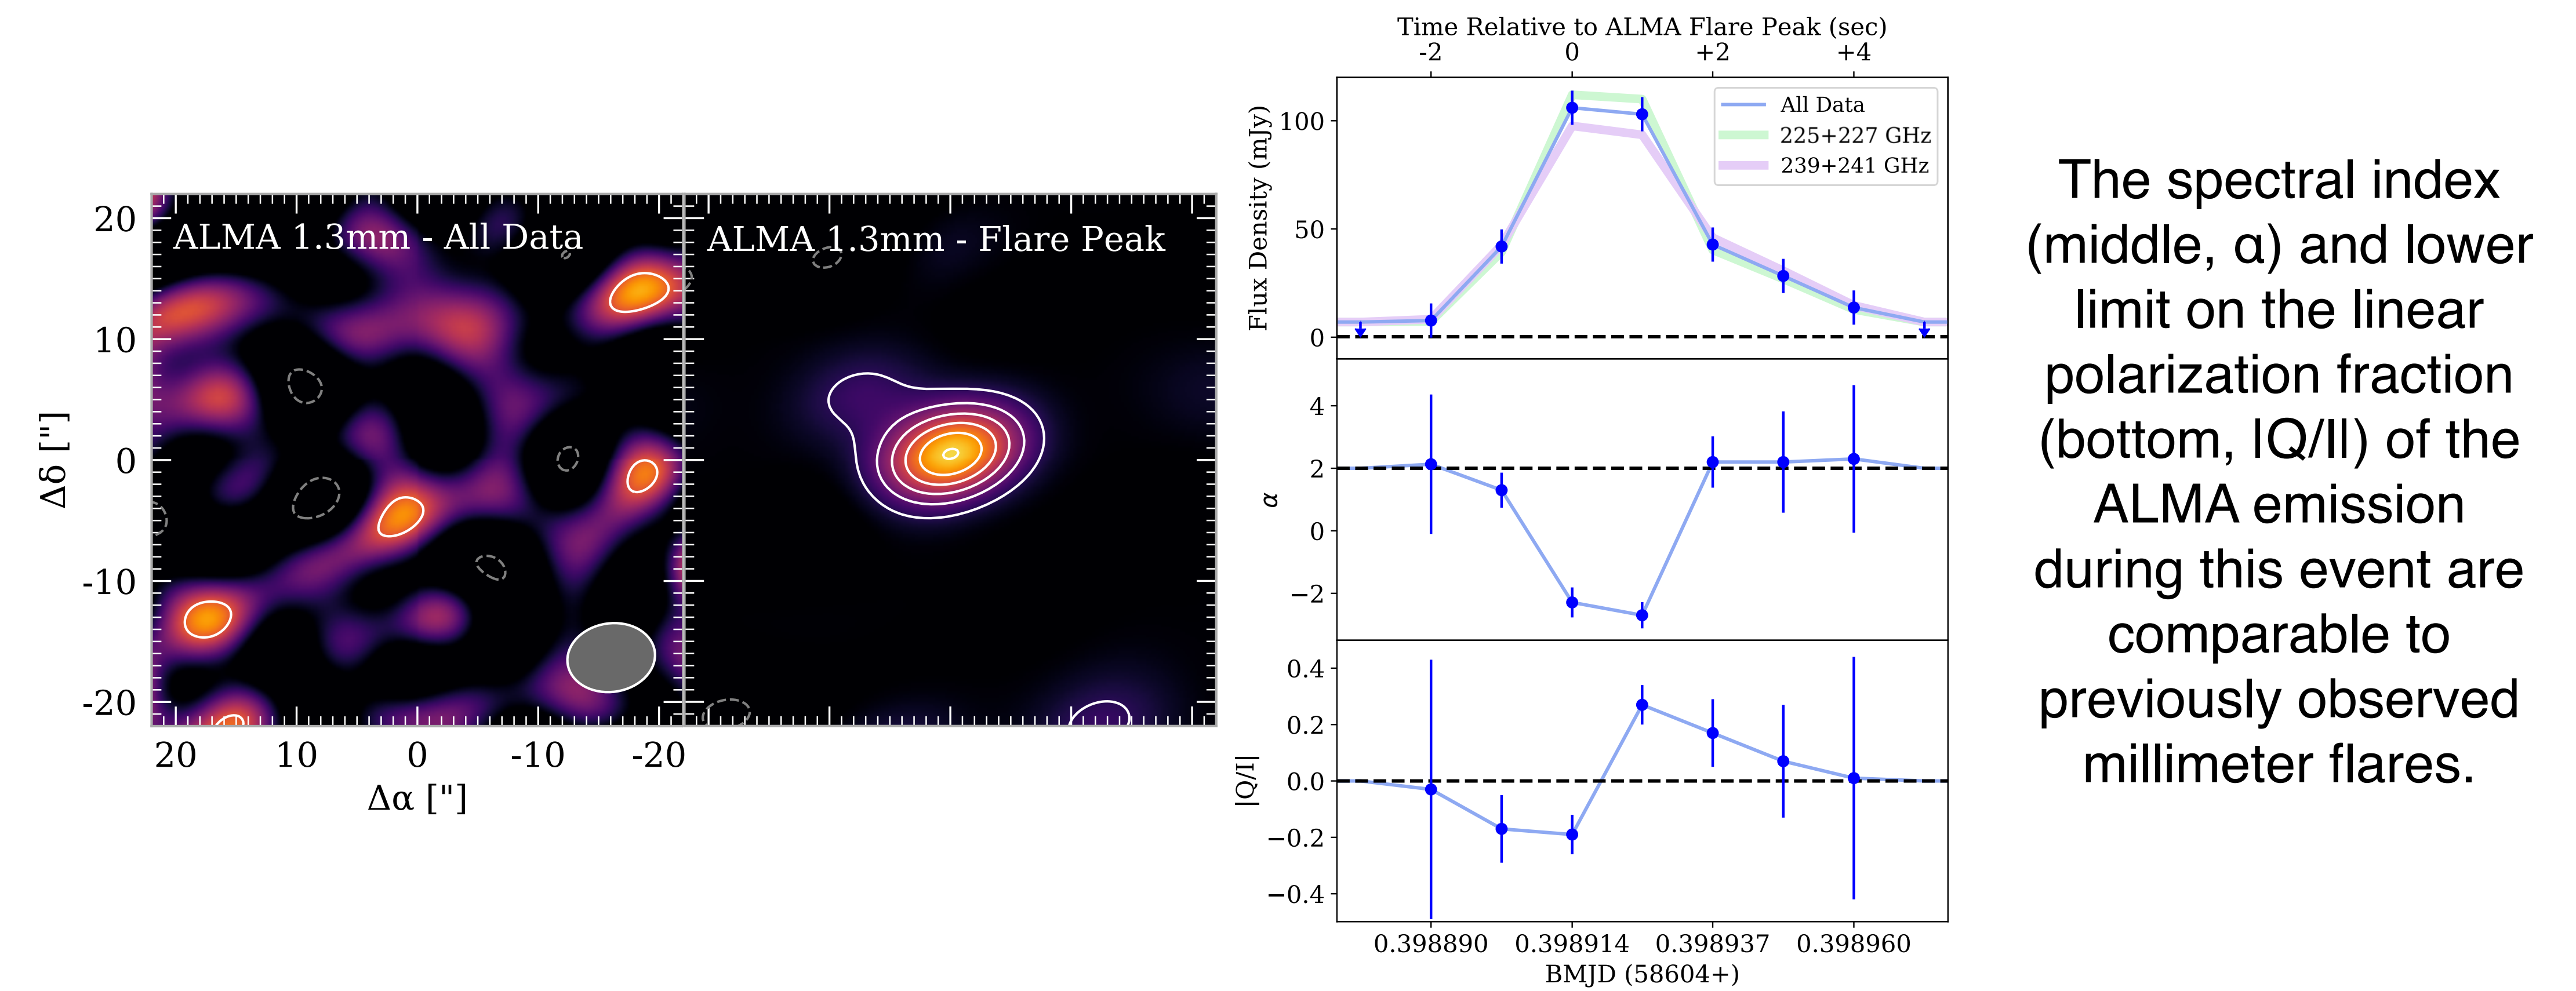 ALMA 1.3mm - All Data
ALMA 1.3mm - Flare Peak
20
10
0
-10
-20
Δδ ["]
20
10
0
-10
-20
Δα ["]
Time Relative to ALMA Flare Peak (sec)
-2
0
+2
+4
All Data
225+227 GHz
239+241 GHz
100
50
0
Flux Density (mJy)
4
2
0
−2
α
0.4
0.2
0.0
−0.2
−0.4
|Q/I|
0.398890
0.398914
0.398937
0.398960
BMJD (58604+)
The spectral index
(middle, α) and lower
limit on the linear
polarization fraction
(bottom, IQ/Il) of the
ALMA emission
during this event are
comparable to
previously observed
millimeter flares.